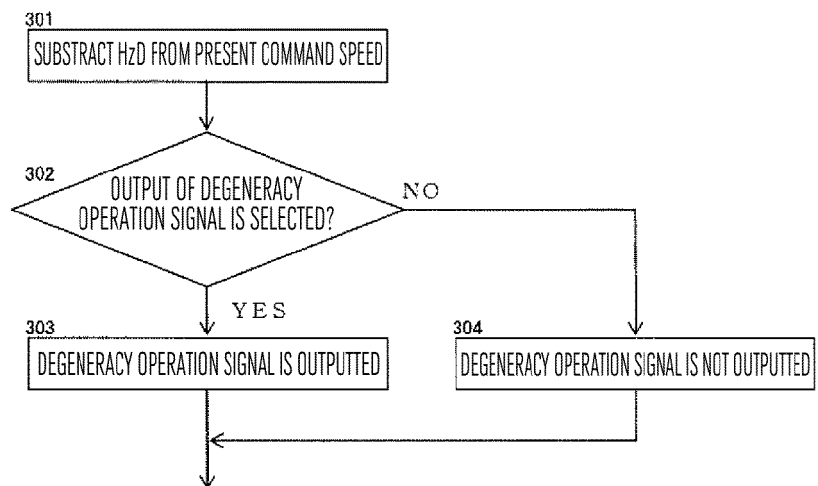 301
SUBSTRACT HzD FROM PRESENT COMMAND SPEED
302
OUTPUT OF DEGENERACY
OPERATION SIGNAL IS SELECTED?
NO
YES
303
DEGENERACY OPERATION SIGNAL IS OUTPUTTED
304
DEGENERACY OPERATION SIGNAL IS NOT OUTPUTTED